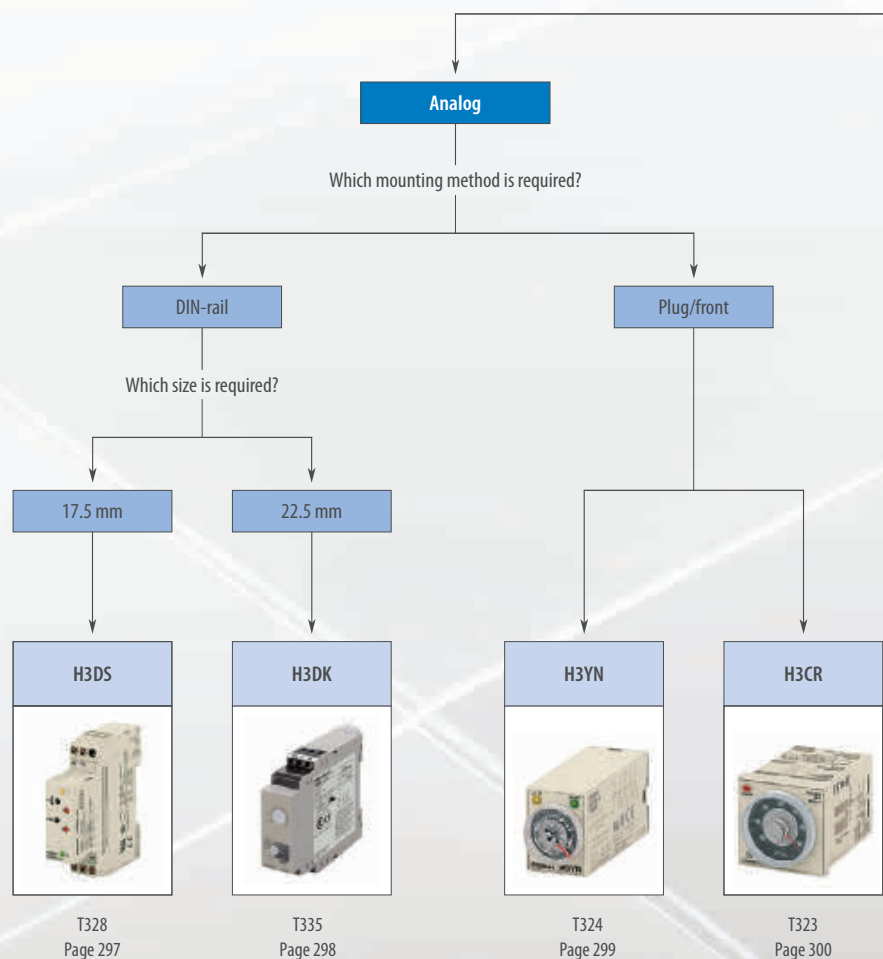 Analog
Which mounting method is required?
DIN-rail
Plug/front
Which size is required?
17.5 mm
22.5 mm
H3DS
H3DK
H3YN
H3CR
T328
Page 297
T335
Page 298
T324
Page 299
T323
Page 300